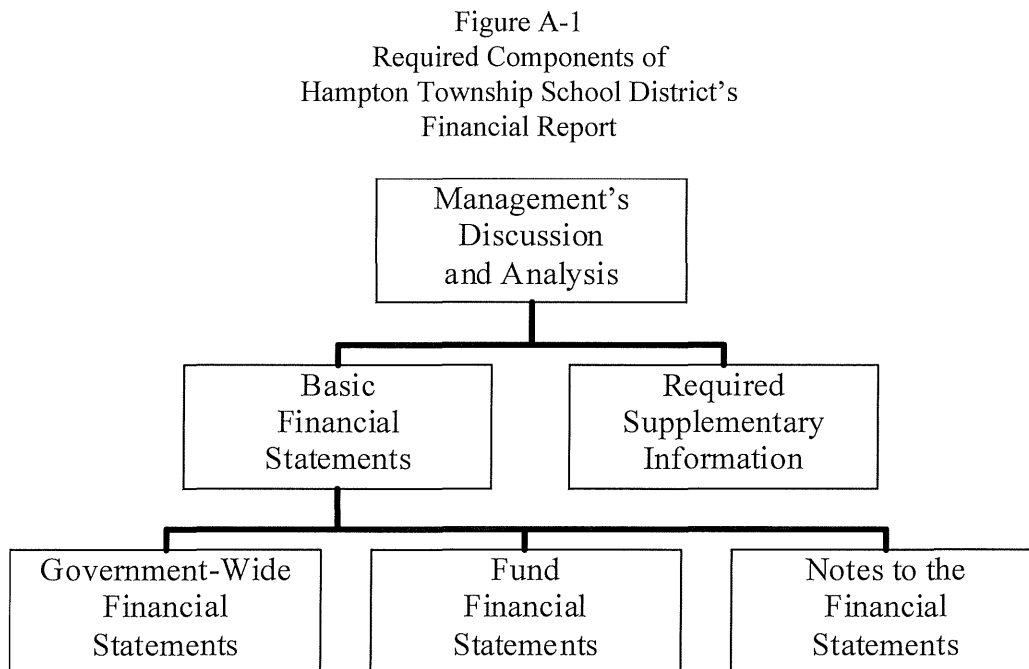 Figure A-1
Required Components of
Hampton Township School District's
Financial Report
Management's
Discussion
and Analysis
Basic
Financial
Statements
Required
Supplementary
Information
Government-Wide
Financial
Statements
Fund
Financial
Statements
Notes to the
Financial
Statements